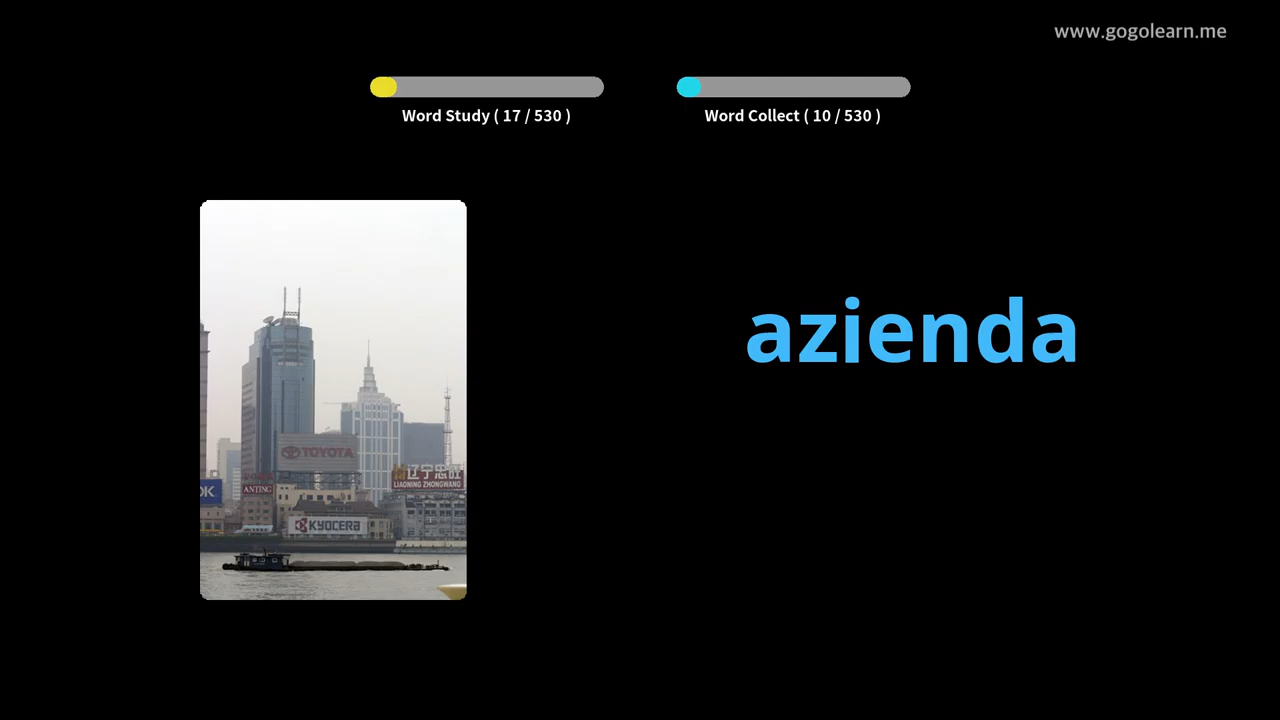 www.gogolearn.me
Word Study ( 17 / 530 )
Word Collect ( 10 / 530 )
azienda
TOYOTA
辽宁忠旺
LIAONING ZHONGWANG
OK
ANTING
KYOCERA